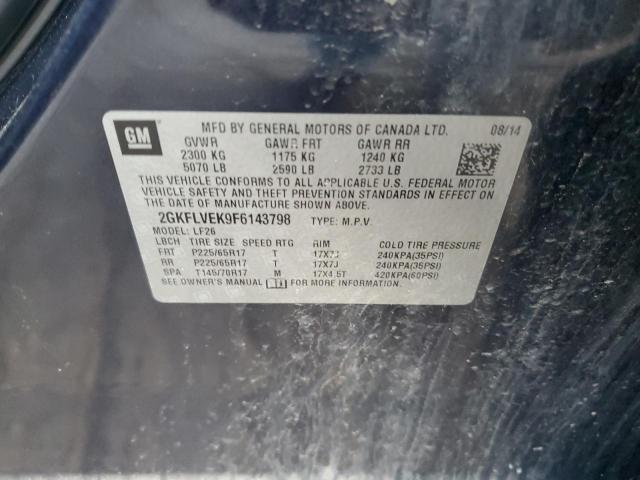 GM
MFD BY GENERAL MOTORS OF CANADA LTD. 08/14
GVWR GAWR FRT GAWR RR
2300 KG 1175 KG 1240 KG
5070 LB 2590 LB 2733 LB
THIS VEHICLE CONFORMS TO ALL APPLICABLE U.S. FEDERAL MOTOR
VEHICLE SAFETY AND THEFT PREVENTION STANDARDS IN EFFECT ON
THE DATE OF MANUFACTURE SHOWN ABOVE.
2GKFLVEK9F6143798 TYPE: M.P.V.
MODEL: LF26
LBCH TIRE SIZE SPEED RTG RIM COLD TIRE PRESSURE
FRT P225/65R17 T 17X7J 240KPA(35PSI)
RR P225/65R17 T 17X7J 240KPA(35PSI)
SPA T145/70R17 M 17X4.5T 420KPA(60PSI)
SEE OWNER'S MANUAL FOR MORE INFORMATION.